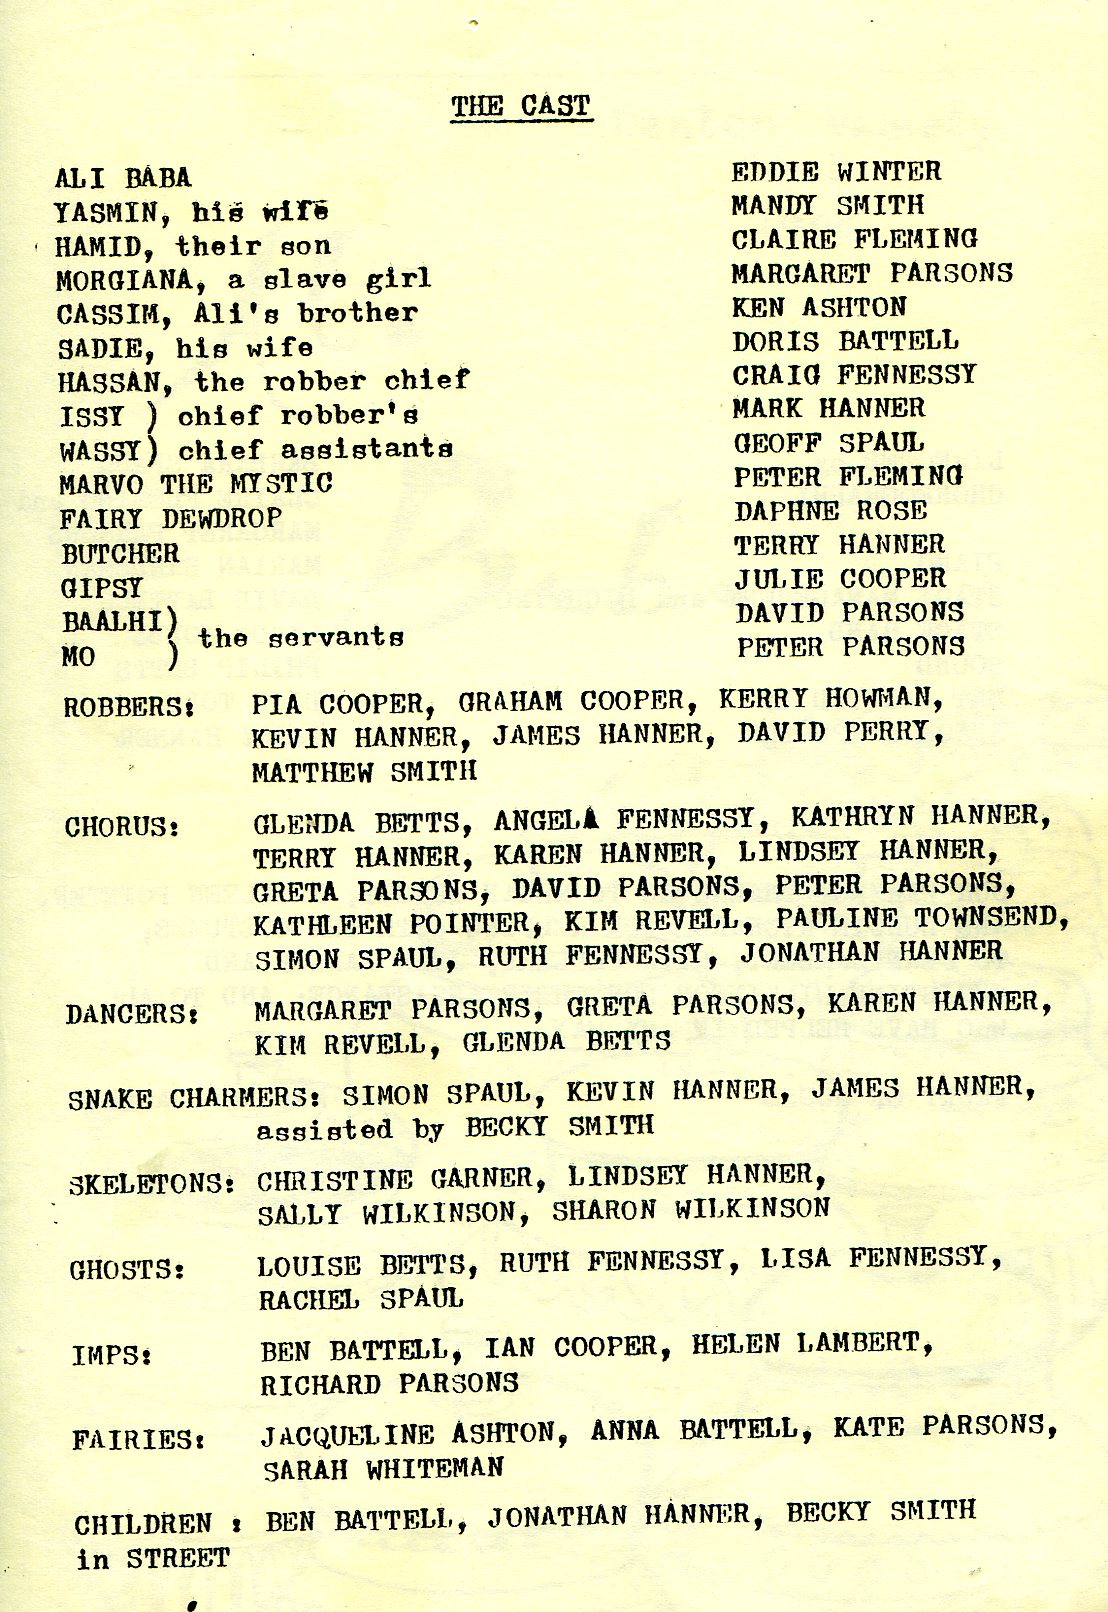 THE CAST
ALI BABA EDDIE WINTER
YASMIN, his wife MANDY SMITH
HAMID, their son CLAIRE FLEMING
MORGIANA, a slave girl MARGARET PARSONS
CASSIM, Ali's brother KEN ASHTON
SADIE, his wife DORIS BATTELL
HASSAN, the robber chief CRAIG FENNESSY
ISSY ) chief robber's MARK HANNER
WASSY) chief assistants GEOFF SPAUL
MARVO THE MYSTIC PETER FLEMING
FAIRY DEWDROP DAPHNE ROSE
BUTCHER TERRY HANNER
GIPSY JULIE COOPER
BAALHI) the servants DAVID PARSONS
MO ) PETER PARSONS
ROBBERS: PIA COOPER, GRAHAM COOPER, KERRY HOWMAN,
KEVIN HANNER, JAMES HANNER, DAVID PERRY,
MATTHEW SMITH
CHORUS: GLENDA BETTS, ANGELA FENNESSY, KATHRYN HANNER,
TERRY HANNER, KAREN HANNER, LINDSEY HANNER,
GRETA PARSONS, DAVID PARSONS, PETER PARSONS,
KATHLEEN POINTER, KIM REVELL, PAULINE TOWNSEND,
SIMON SPAUL, RUTH FENNESSY, JONATHAN HANNER
DANCERS: MARGARET PARSONS, GRETA PARSONS, KAREN HANNER,
KIM REVELL, GLENDA BETTS
SNAKE CHARMERS: SIMON SPAUL, KEVIN HANNER, JAMES HANNER,
assisted by BECKY SMITH
SKELETONS: CHRISTINE GARNER, LINDSEY HANNER,
SALLY WILKINSON, SHARON WILKINSON
GHOSTS: LOUISE BETTS, RUTH FENNESSY, LISA FENNESSY,
RACHEL SPAUL
IMPS: BEN BATTELL, IAN COOPER, HELEN LAMBERT,
RICHARD PARSONS
FAIRIES: JACQUELINE ASHTON, ANNA BATTELL, KATE PARSONS,
SARAH WHITEMAN
CHILDREN : BEN BATTELL, JONATHAN HANNER, BECKY SMITH
in STREET